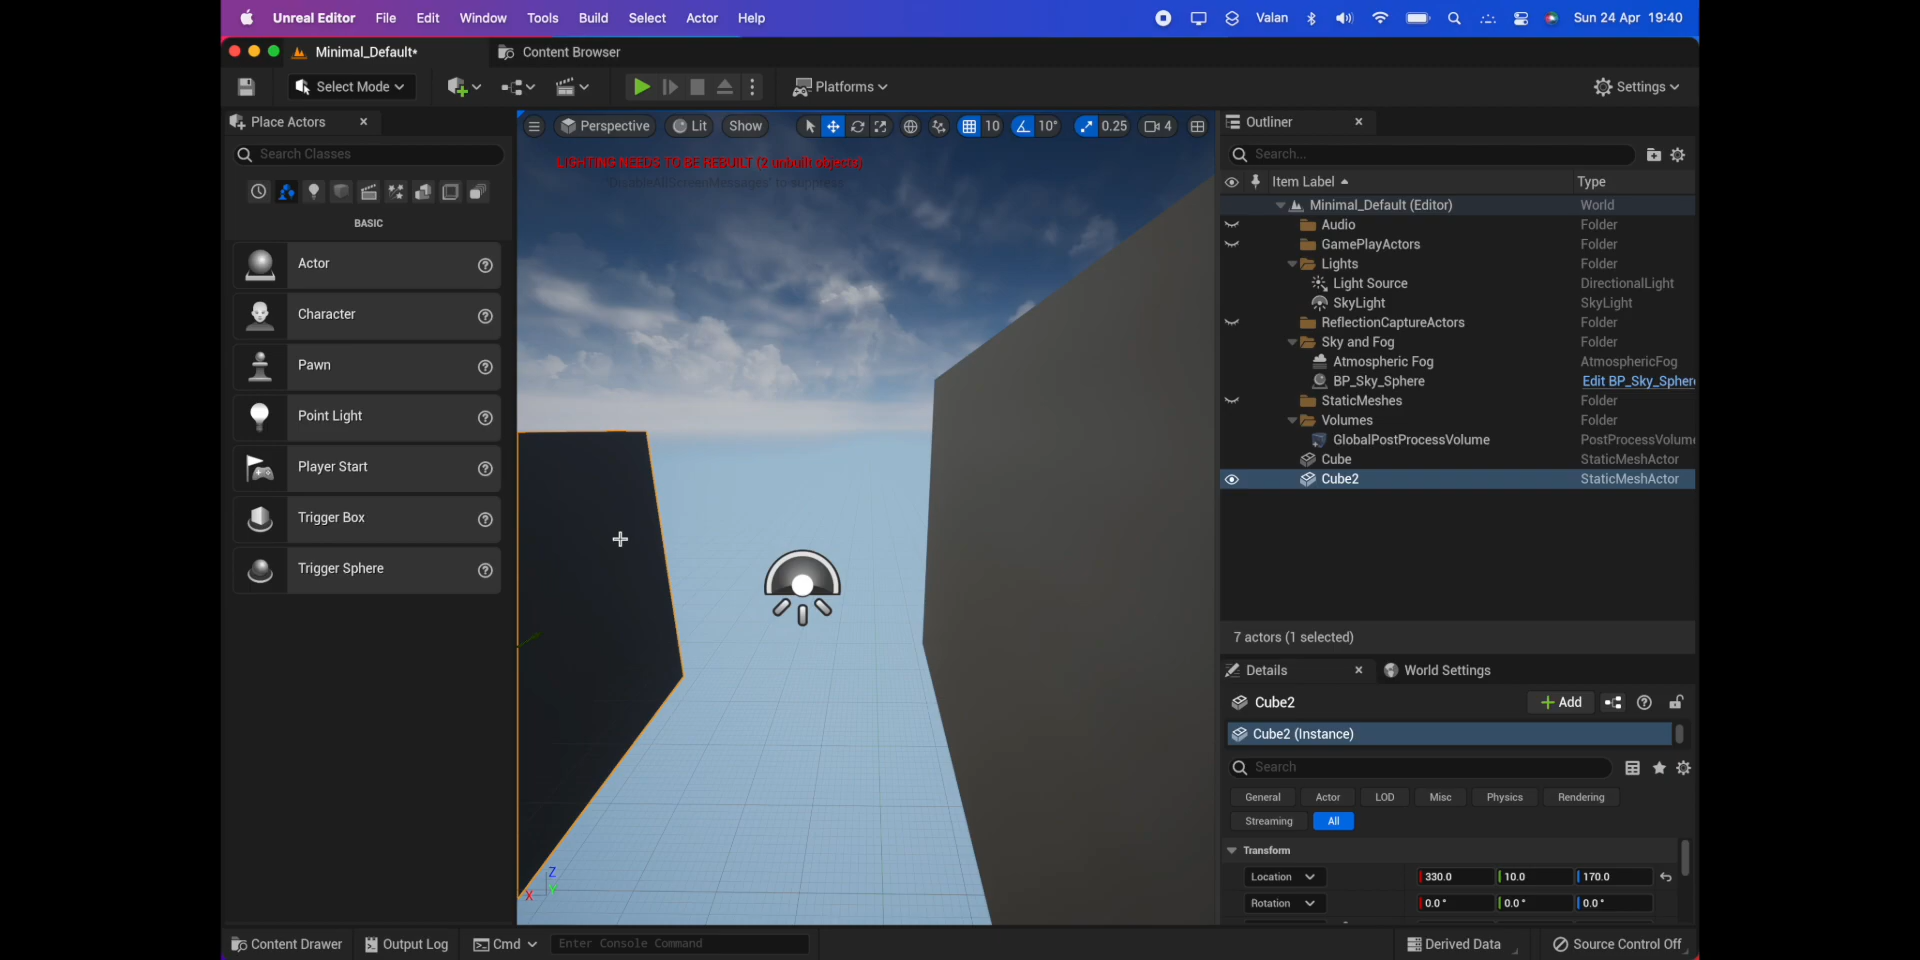 Unreal Editor File Edit Window Tools Build Select Actor Help
Valan Sun 24 Apr 19:40
Minimal_Default* Content Browser
Select Mode Platforms Settings
Place Actors
Search Classes
BASIC
Actor
Character
Pawn
Point Light
Player Start
Trigger Box
Trigger Sphere
Perspective Lit Show 10 10° 0.25 4
LIGHTING NEEDS TO BE REBUILT (2 unbuilt objects)
'DisableAllScreenMessages' to suppress
Z
Y
X
Outliner
Search...
Item Label Type
Minimal_Default (Editor) World
Audio Folder
GamePlayActors Folder
Lights Folder
Light Source DirectionalLight
SkyLight SkyLight
ReflectionCaptureActors Folder
Sky and Fog Folder
Atmospheric Fog AtmosphericFog
BP_Sky_Sphere Edit BP_Sky_Sphere
StaticMeshes Folder
Volumes Folder
GlobalPostProcessVolume PostProcessVolume
Cube StaticMeshActor
Cube2 StaticMeshActor
7 actors (1 selected)
Details World Settings
Cube2 Add
Cube2 (Instance)
Search
General Actor LOD Misc Physics Rendering
Streaming All
Transform
Location 330.0 10.0 170.0
Rotation 0.0° 0.0° 0.0°
Content Drawer Output Log Cmd Enter Console Command Derived Data Source Control Off